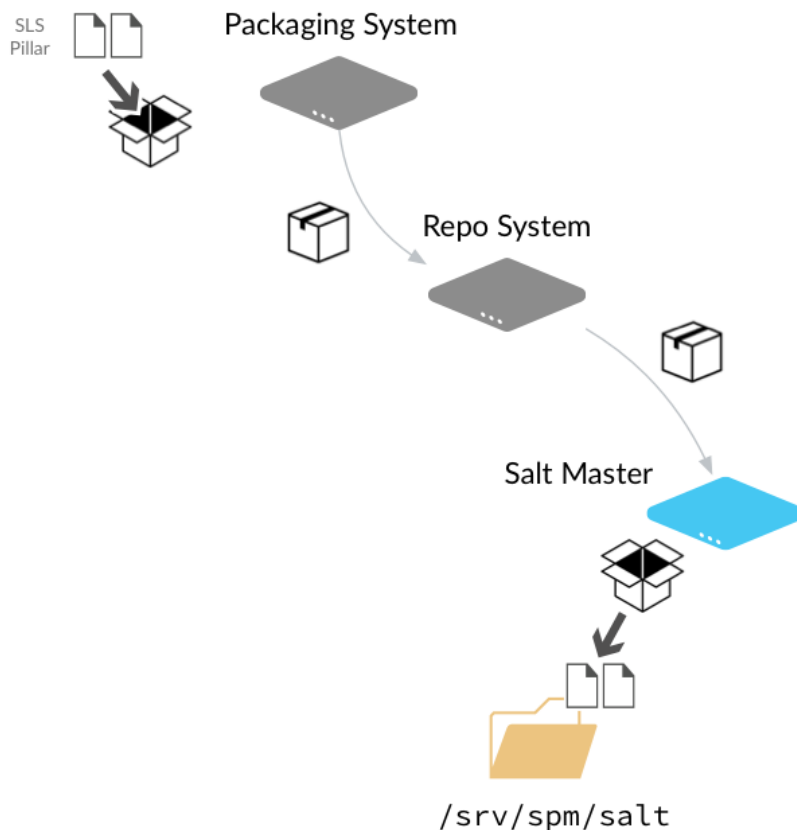 SLS
Pillar
Packaging System
Repo System
Salt Master
/srv/spm/salt